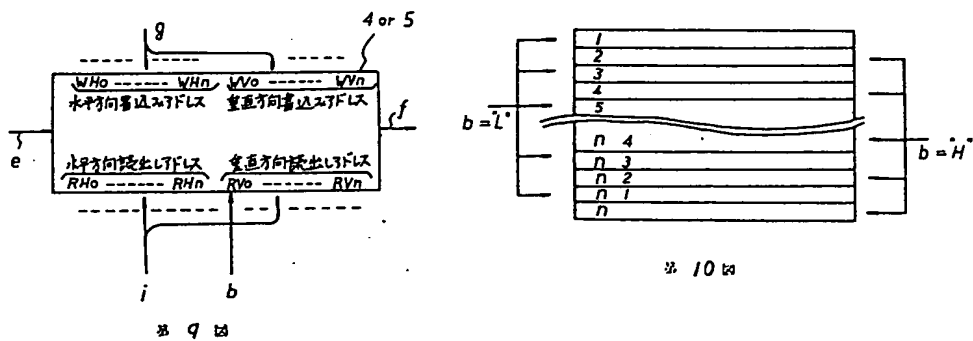 g
4 or 5
WHo ------ WHn WVo ------ WVn
水平方向書込みアドレス 垂直方向書込みアドレス
e
f
水平方向読出しアドレス 垂直方向読出しアドレス
RHo ------- RHn RVo ------ RVn
i b
第 9 図
1
2
3
4
5
b="L"
n 4
n 3
n 2
n 1
n
b="H"
第 10 図